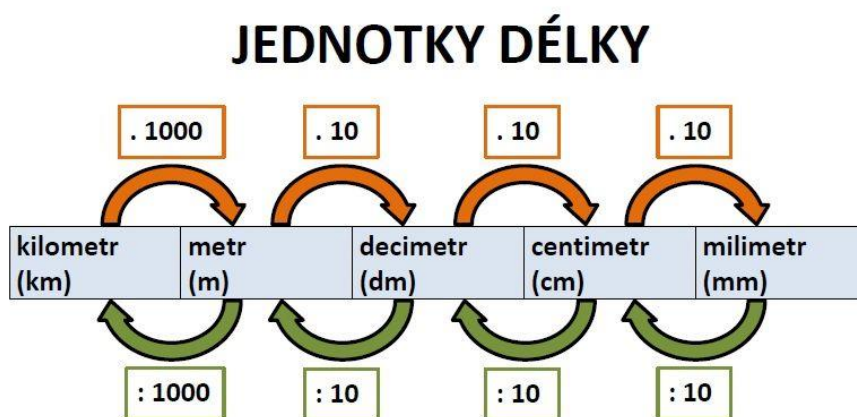 JEDNOTKY DÉLKY
. 1000 . 10 . 10 . 10
kilometr metr decimetr centimetr milimetr
(km) (m) (dm) (cm) (mm)
: 1000 : 10 : 10 : 10